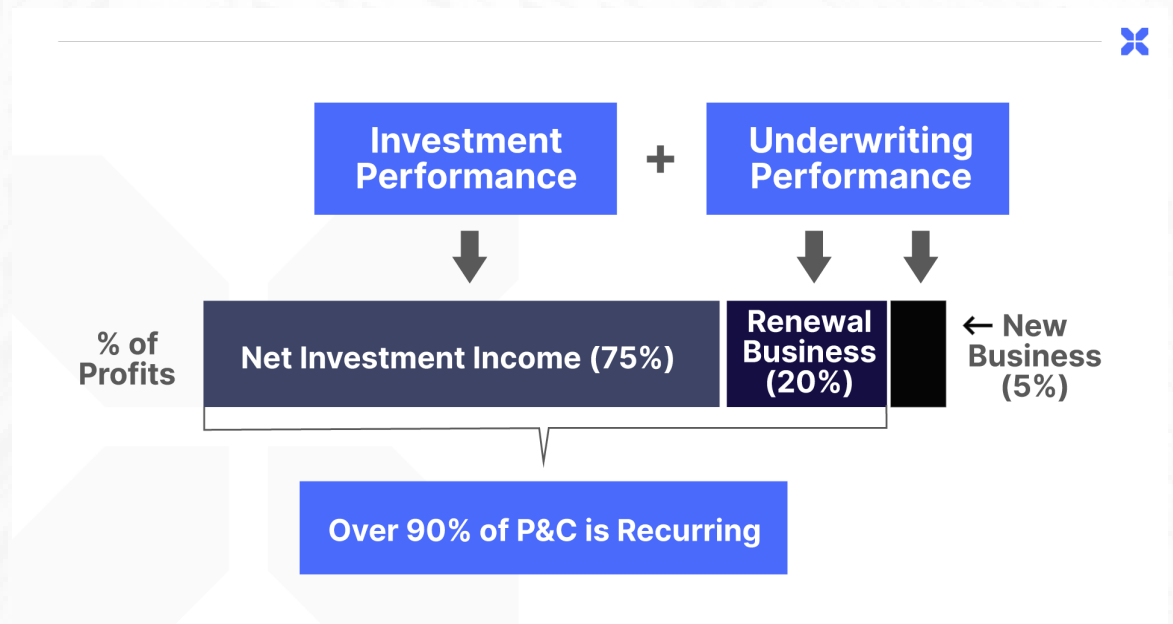 Investment
Performance
+
Underwriting
Performance
% of
Profits
Net Investment Income (75%)
Renewal
Business
(20%)
← New
Business
(5%)
Over 90% of P&C is Recurring